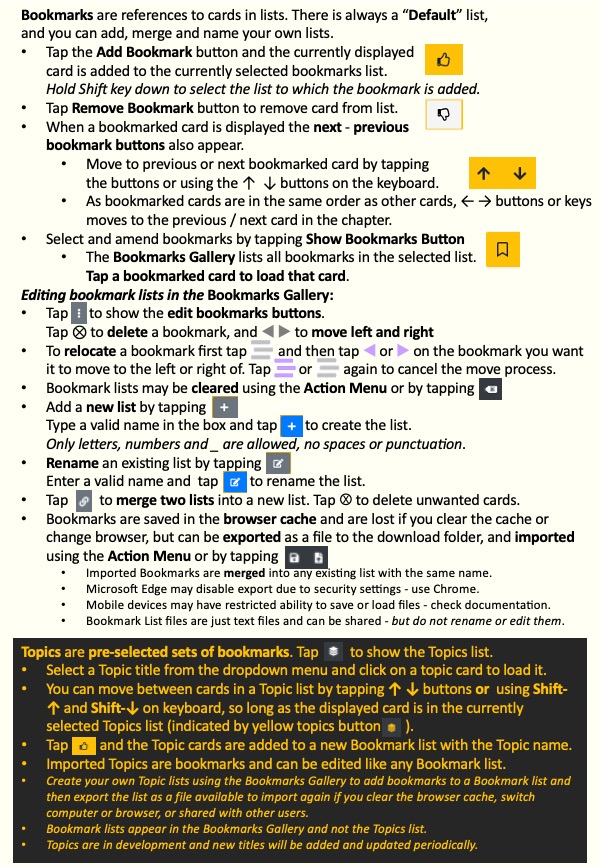 Bookmarks are references to cards in lists. There is always a “Default” list,
and you can add, merge and name your own lists.
• Tap the Add Bookmark button and the currently displayed
card is added to the currently selected bookmarks list.
Hold Shift key down to select the list to which the bookmark is added.
• Tap Remove Bookmark button to remove card from list.
• When a bookmarked card is displayed the next - previous
bookmark buttons also appear.
• Move to previous or next bookmarked card by tapping
the buttons or using the ↑ ↓ buttons on the keyboard.
• As bookmarked cards are in the same order as other cards, ← → buttons or keys
moves to the previous / next card in the chapter.
• Select and amend bookmarks by tapping Show Bookmarks Button
• The Bookmarks Gallery lists all bookmarks in the selected list.
Tap a bookmarked card to load that card.
Editing bookmark lists in the Bookmarks Gallery:
• Tap ⋮ to show the edit bookmarks buttons.
Tap ⊗ to delete a bookmark, and ◀ ▶ to move left and right
• To relocate a bookmark first tap and then tap ◀ or ▶ on the bookmark you want
it to move to the left or right of. Tap or again to cancel the move process.
• Bookmark lists may be cleared using the Action Menu or by tapping
• Add a new list by tapping +
Type a valid name in the box and tap + to create the list.
Only letters, numbers and _ are allowed, no spaces or punctuation.
• Rename an existing list by tapping
Enter a valid name and tap to rename the list.
• Tap to merge two lists into a new list. Tap ⊗ to delete unwanted cards.
• Bookmarks are saved in the browser cache and are lost if you clear the cache or
change browser, but can be exported as a file to the download folder, and imported
using the Action Menu or by tapping
• Imported Bookmarks are merged into any existing list with the same name.
• Microsoft Edge may disable export due to security settings - use Chrome.
• Mobile devices may have restricted ability to save or load files - check documentation.
• Bookmark List files are just text files and can be shared - but do not rename or edit them.
Topics are pre-selected sets of bookmarks. Tap to show the Topics list.
• Select a Topic title from the dropdown menu and click on a topic card to load it.
• You can move between cards in a Topic list by tapping ↑ ↓ buttons or using Shift-
↑ and Shift-↓ on keyboard, so long as the displayed card is in the currently
selected Topics list (indicated by yellow topics button ).
• Tap and the Topic cards are added to a new Bookmark list with the Topic name.
• Imported Topics are bookmarks and can be edited like any Bookmark list.
• Create your own Topic lists using the Bookmarks Gallery to add bookmarks to a Bookmark list and
then export the list as a file available to import again if you clear the browser cache, switch
computer or browser, or shared with other users.
• Bookmark lists appear in the Bookmarks Gallery and not the Topics list.
• Topics are in development and new titles will be added and updated periodically.